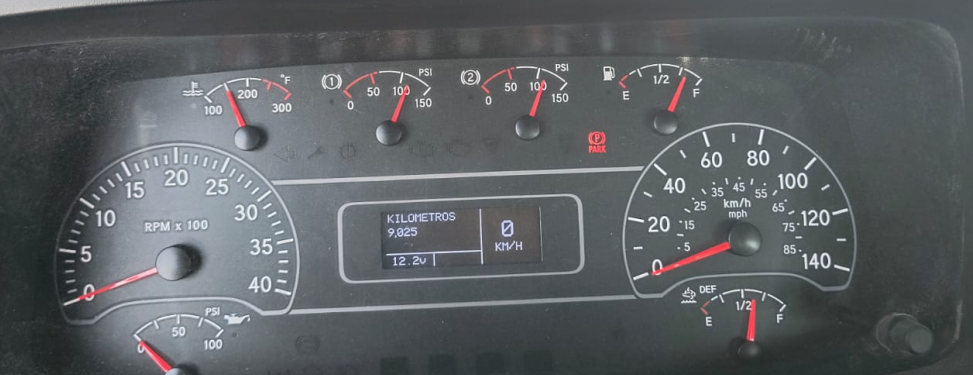 °F
100 200 300
(1) PSI
0 50 100 150
(2) PSI
0 50 100 150
E 1/2 F
(P)
PARK
0 5 10 15 20 25 30 35 40
RPM x 100
KILOMETROS
9,025
12.2v
0
KM/H
0 20 40 60 80 100 120 140
5 15 25 35 45 55 65 75 85
km/h
mph
PSI
0 50 100
DEF
E 1/2 F